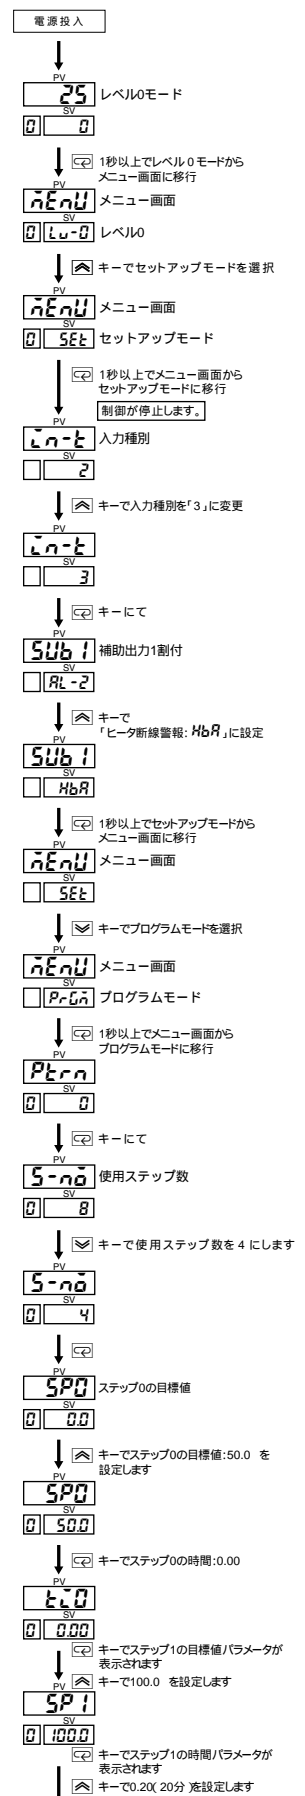 電源投入
PV
25 レベル0モード
SV
0 0
1秒以上でレベル0モードから
メニュー画面に移行
PV
mEnU メニュー画面
SV
0 Lu-0 レベル0
キーでセットアップモードを選択
PV
mEnU メニュー画面
SV
0 SEt セットアップモード
1秒以上でメニュー画面から
セットアップモードに移行
制御が停止します。
PV
in-t 入力種別
SV
2
キーで入力種別を「3」に変更
PV
in-t
SV
3
キーにて
PV
SUb1 補助出力1割付
SV
AL-2
キーで
「ヒータ断線警報:HbA」に設定
PV
SUb1
SV
HbA
1秒以上でセットアップモードから
メニュー画面に移行
PV
mEnU メニュー画面
SV
SEt
キーでプログラムモードを選択
PV
mEnU メニュー画面
SV
PrGm プログラムモード
1秒以上でメニュー画面から
プログラムモードに移行
PV
Ptrn
SV
0 0
キーにて
PV
S-no 使用ステップ数
SV
0 8
キーで使用ステップ数を4にします
PV
S-no
SV
0 4
PV
SP0 ステップ0の目標値
SV
0 0.0
キーでステップ0の目標値:50.0 を
設定します
PV
SP0
SV
0 50.0
キーでステップ0の時間:0.00
PV
ti0
SV
0 0.00
キーでステップ1の目標値パラメータが
表示されます
PV キーで100.0 を設定します
SP1
SV
0 100.0
キーでステップ1の時間パラメータが
表示されます
キーで0.20(20分)を設定します